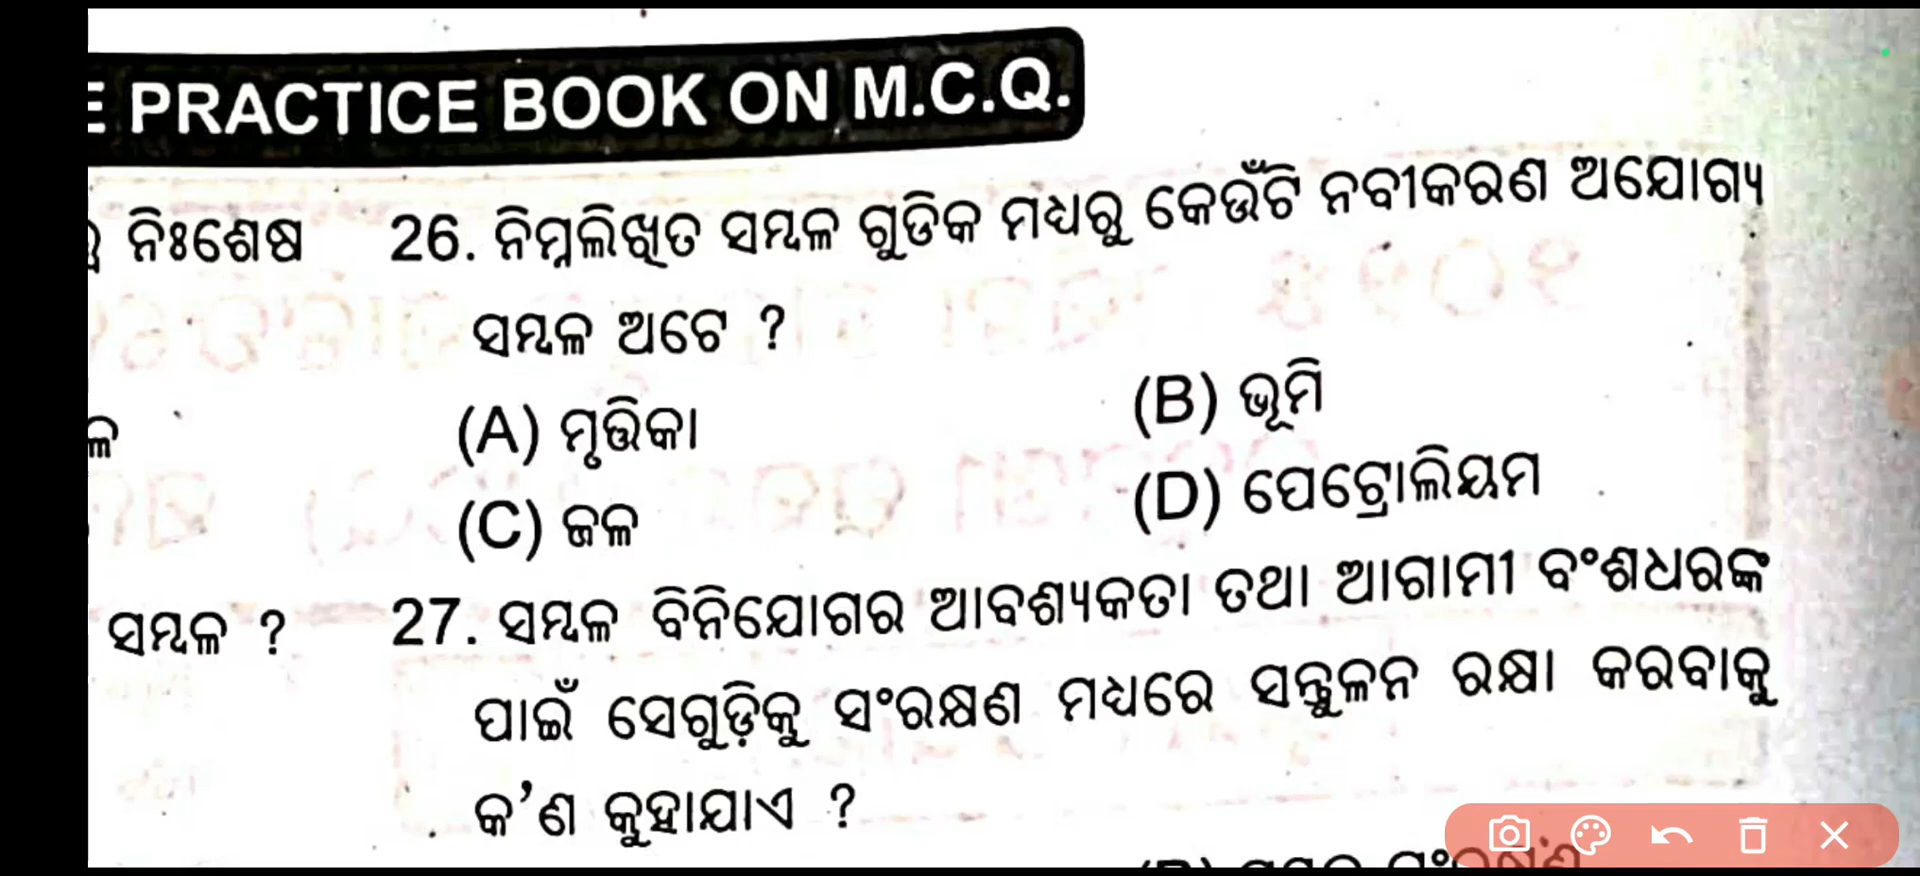 PRACTICE BOOK ON M.C.Q.
ନିଃଶେଷ
26. ନିମ୍ନଲିଖିତ ସମ୍ବଳ ଗୁଡିକ ମଧ୍ୟରୁ କେଉଁଟି ନବୀକରଣ ଅଯୋଗ୍ୟ
ସମ୍ବଳ ଅଟେ ?
(A) ମୃତ୍ତିକା (B) ଭୂମି
(C) ଜଳ (D) ପେଟ୍ରୋଲିୟମ
ସମ୍ବଳ ?
27. ସମ୍ବଳ ବିନିଯୋଗର ଆବଶ୍ୟକତା ତଥା ଆଗାମୀ ବଂଶଧରଙ୍କ
ପାଇଁ ସେଗୁଡ଼ିକୁ ସଂରକ୍ଷଣ ମଧ୍ୟରେ ସନ୍ତୁଳନ ରକ୍ଷା କରବାକୁ
କ'ଣ କୁହାଯାଏ ?